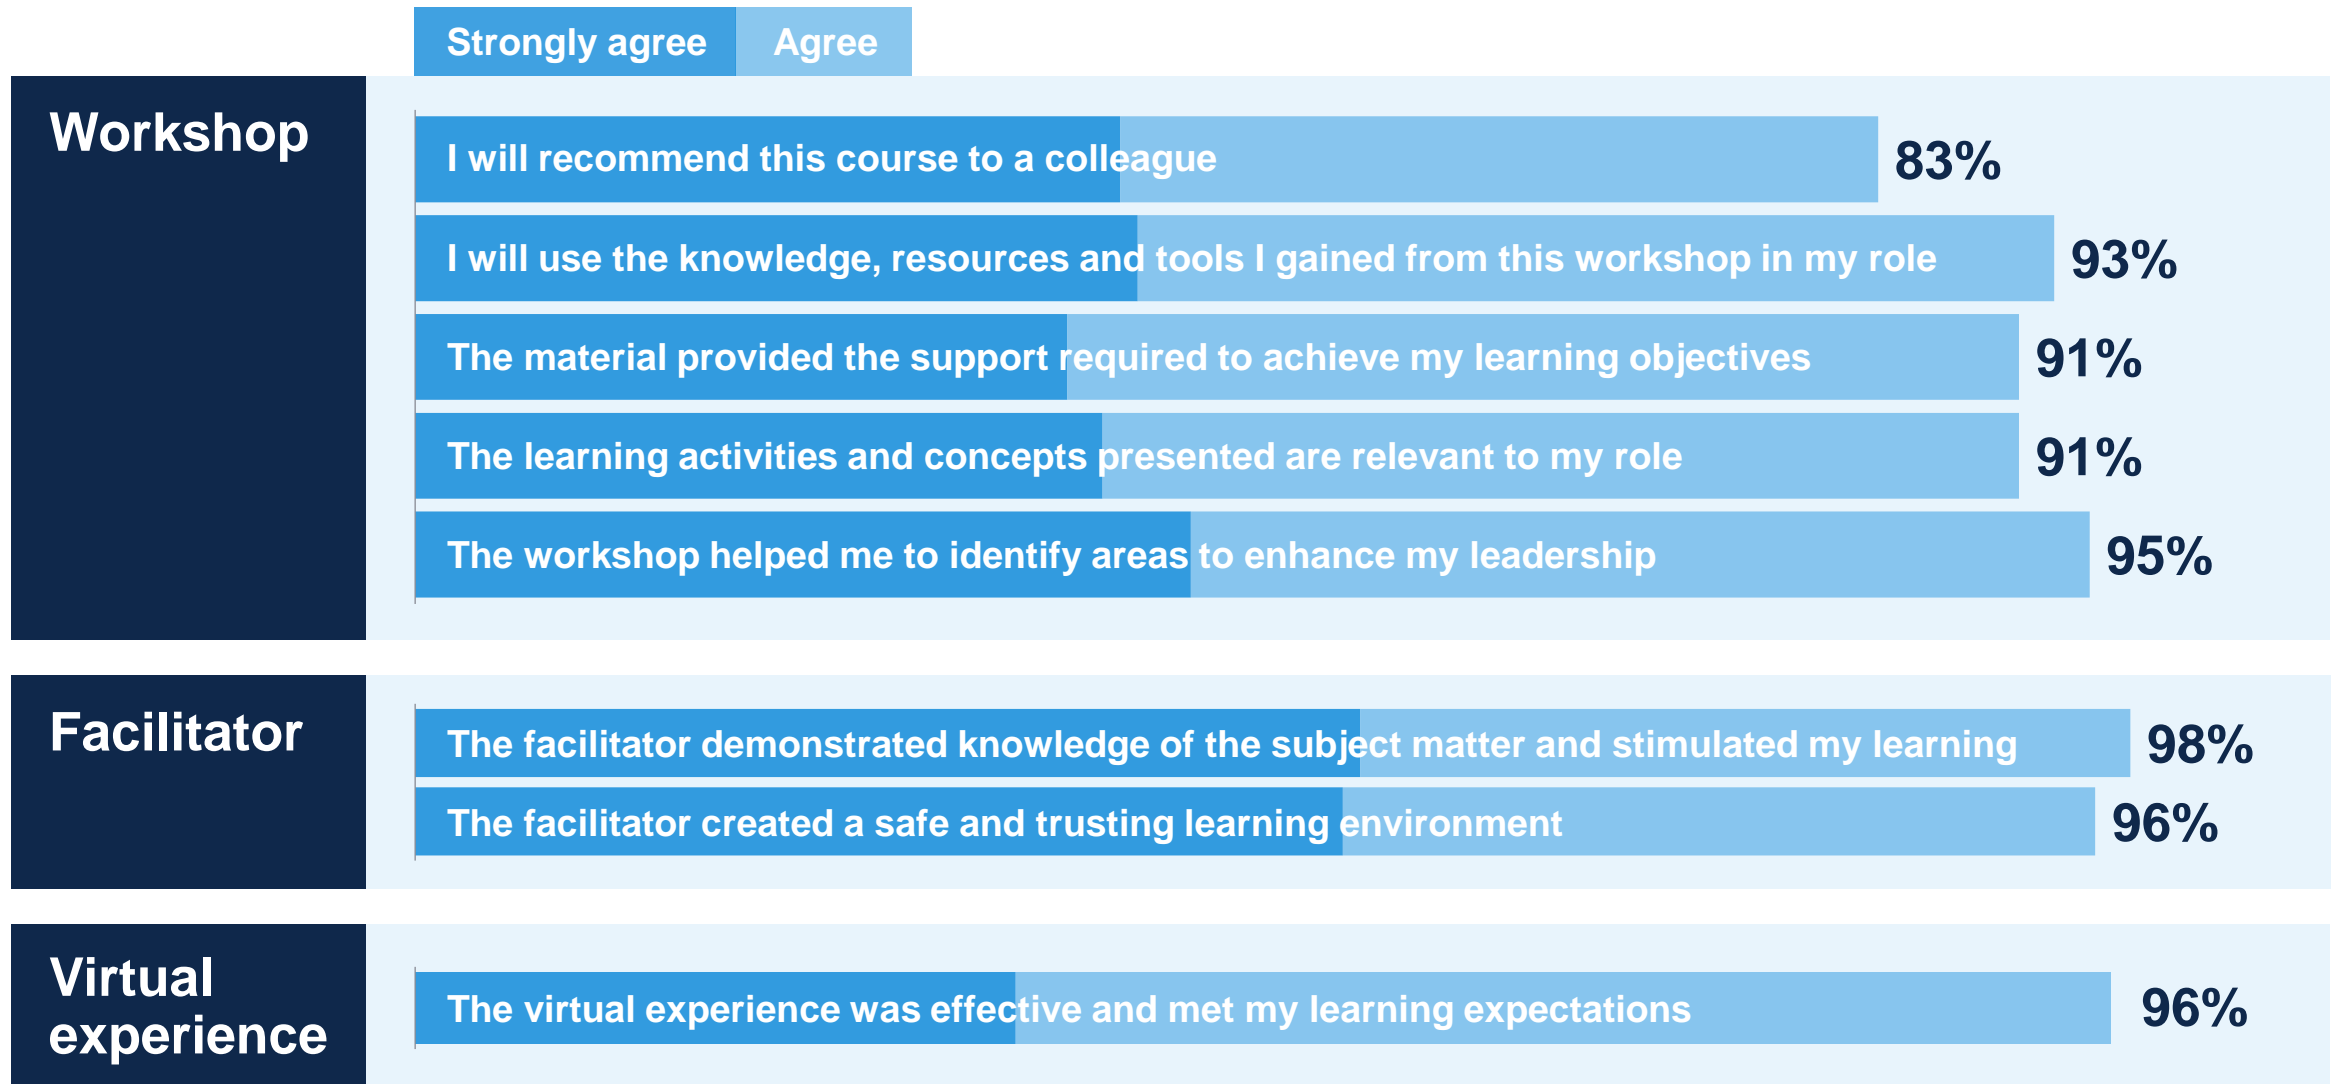 Strongly agree
Agree
Workshop
I will recommend this course to a colleague
83%
I will use the knowledge, resources and tools I gained from this workshop in my role
93%
The material provided the support required to achieve my learning objectives
91%
The learning activities and concepts presented are relevant to my role
91%
The workshop helped me to identify areas to enhance my leadership
95%
Facilitator
The facilitator demonstrated knowledge of the subject matter and stimulated my learning
98%
The facilitator created a safe and trusting learning environment
96%
Virtual
experience
The virtual experience was effective and met my learning expectations
96%